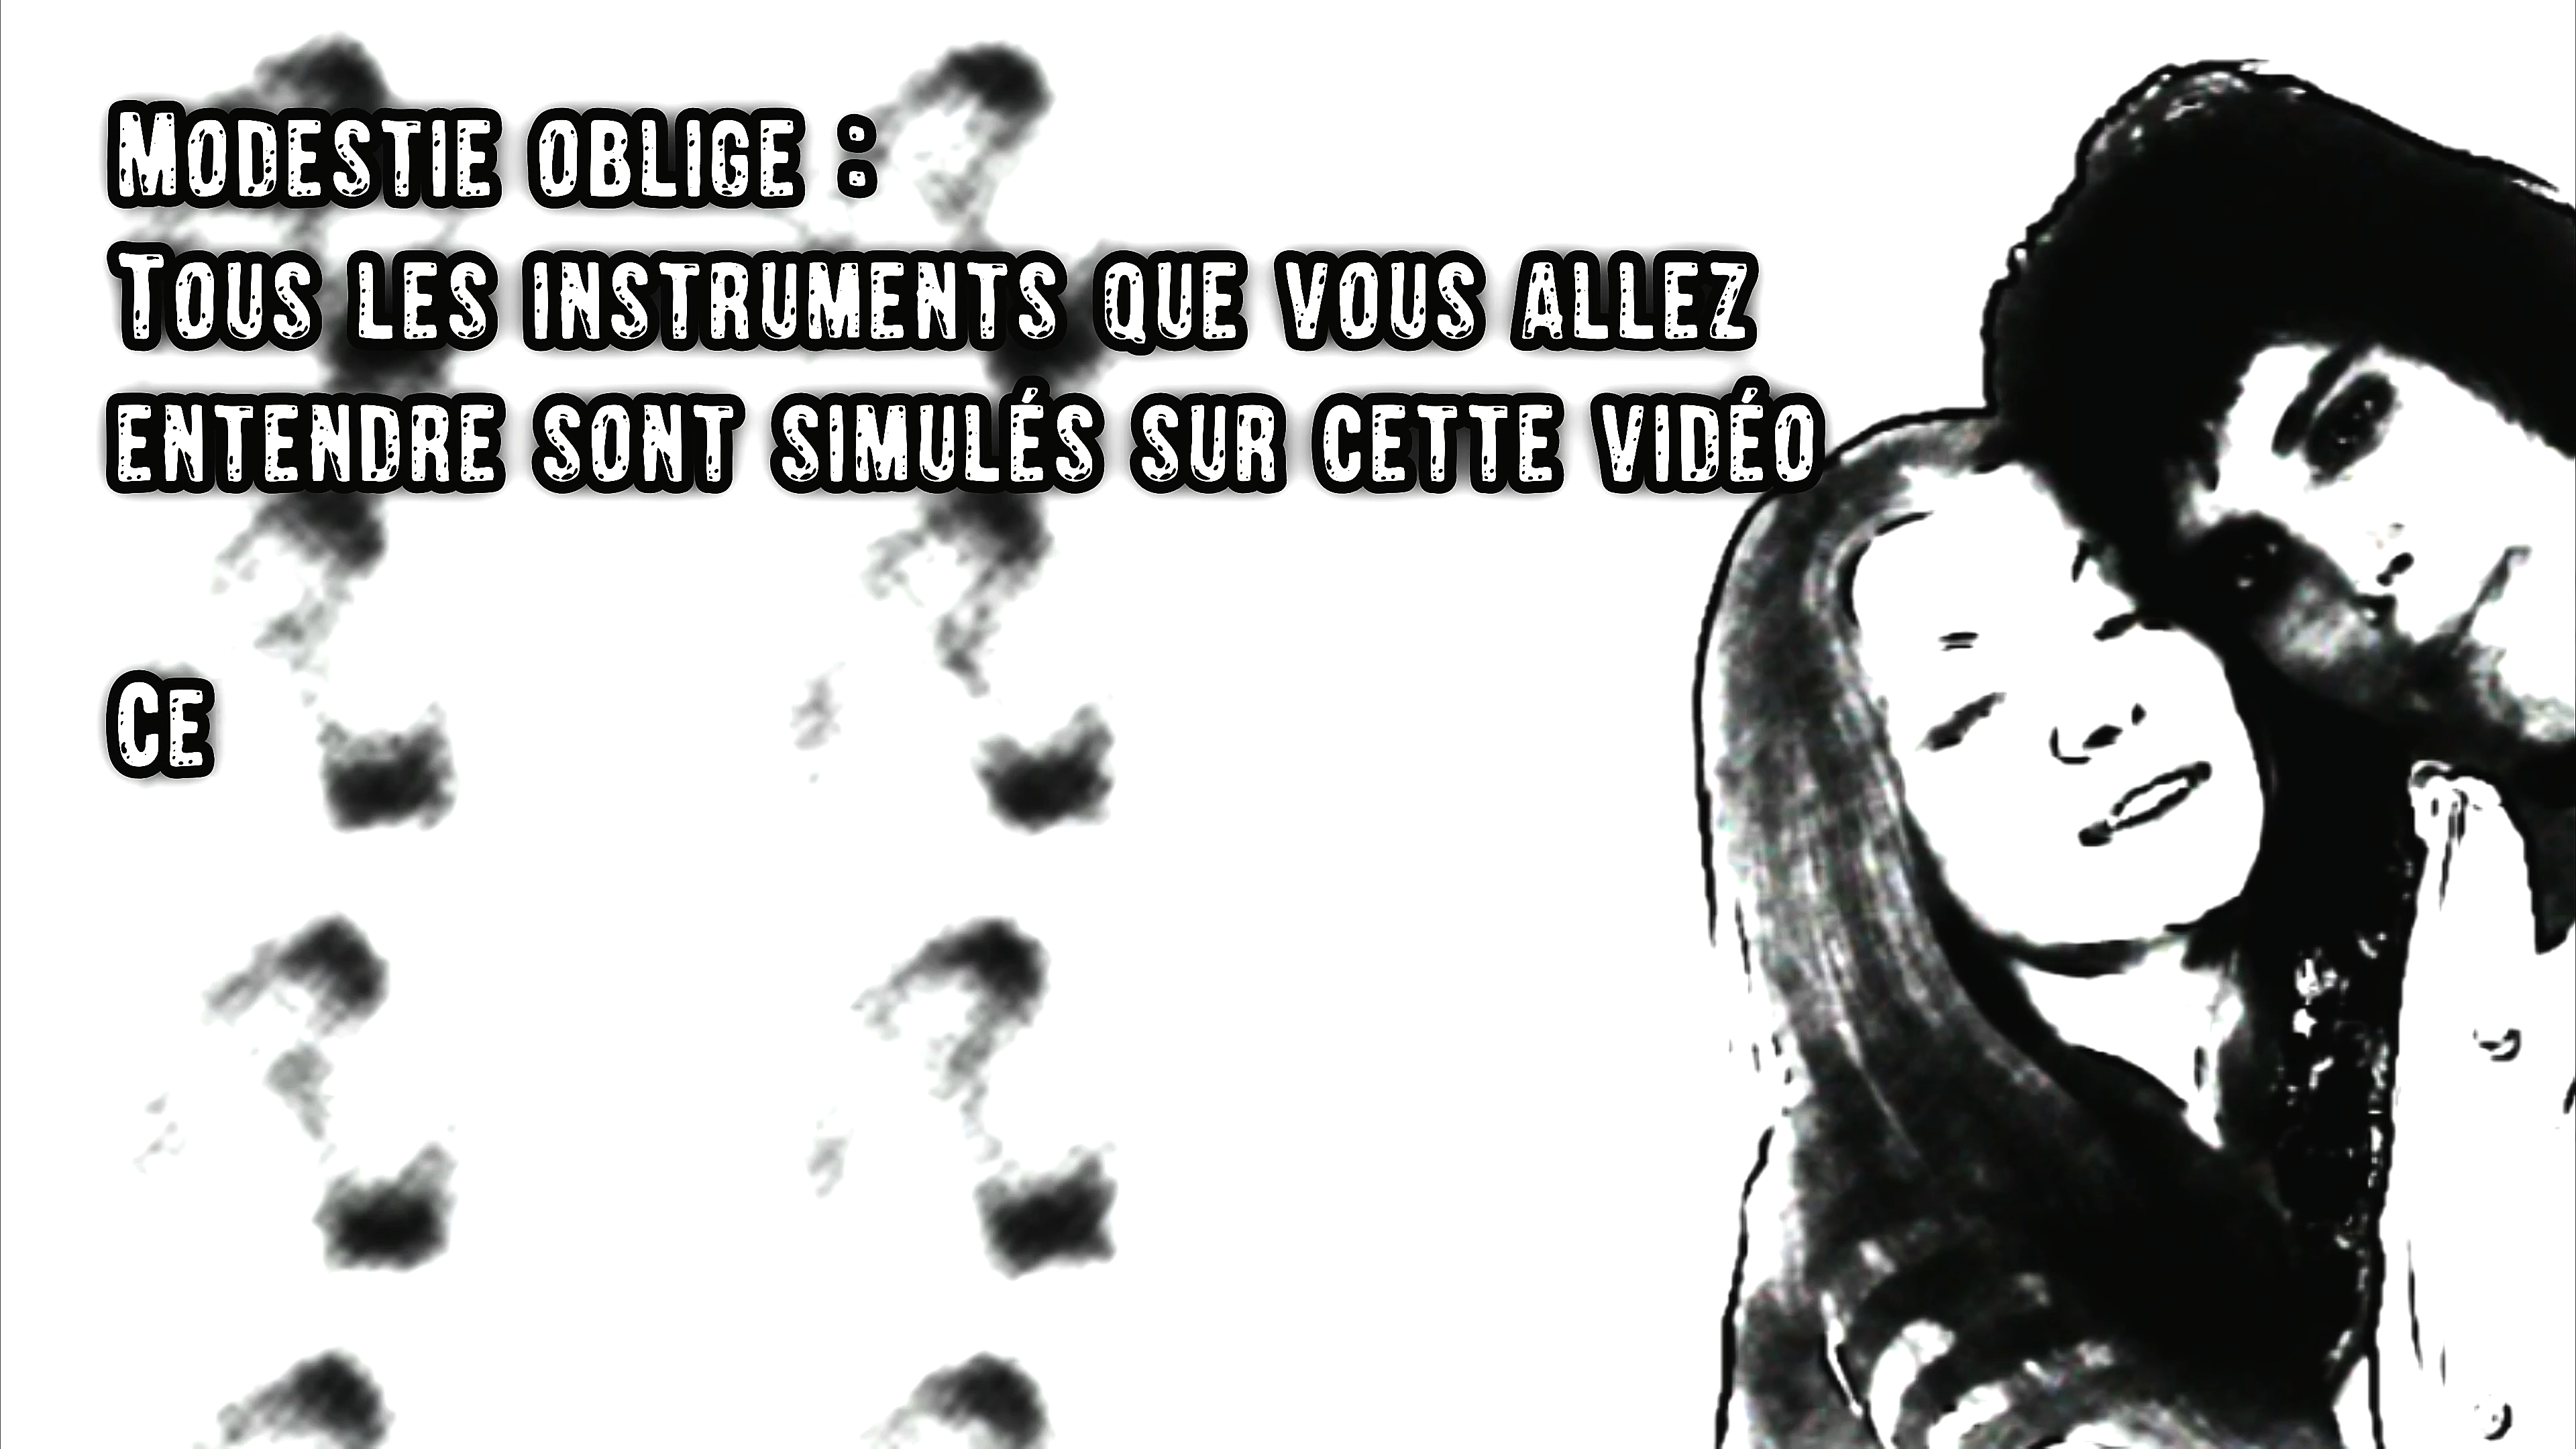 Modestie oblige :
Tous les instruments que vous allez
entendre sont simulés sur cette vidéo
Ce